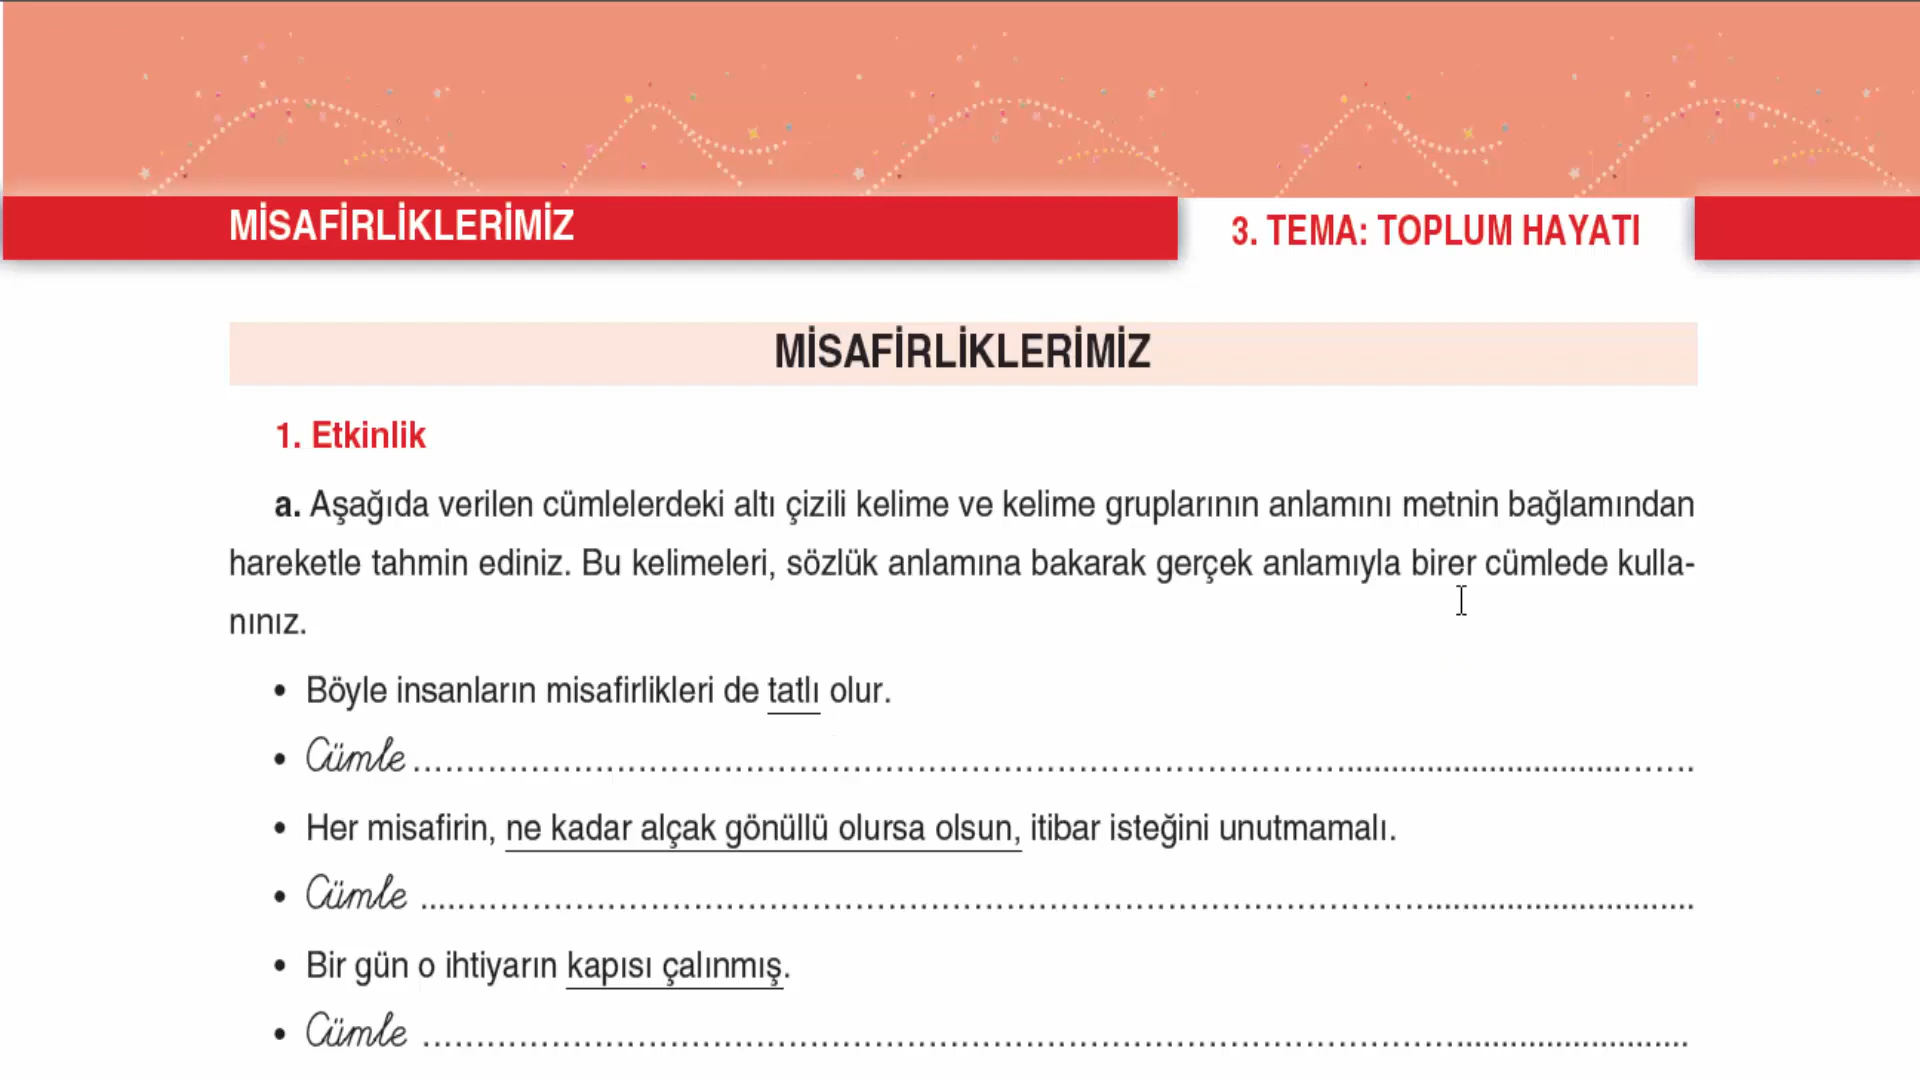 MİSAFİRLİKLERİMİZ
3. TEMA: TOPLUM HAYATI
MİSAFİRLİKLERİMİZ
1. Etkinlik
a. Aşağıda verilen cümlelerdeki altı çizili kelime ve kelime gruplarının anlamını metnin bağlamından
hareketle tahmin ediniz. Bu kelimeleri, sözlük anlamına bakarak gerçek anlamıyla birer cümlede kulla-
nınız.
• Böyle insanların misafirlikleri de tatlı olur.
• Cümle ........................................................................................................
• Her misafirin, ne kadar alçak gönüllü olursa olsun, itibar isteğini unutmamalı.
• Cümle ........................................................................................................
• Bir gün o ihtiyarın kapısı çalınmış.
• Cümle ........................................................................................................